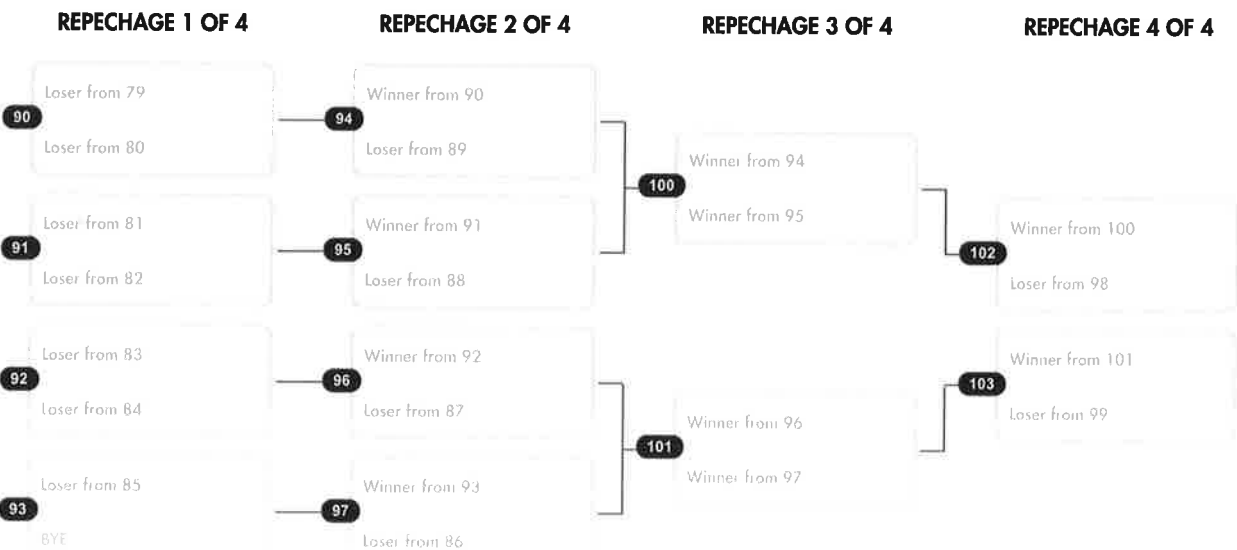 REPECHAGE 1 OF 4
REPECHAGE 2 OF 4
REPECHAGE 3 OF 4
REPECHAGE 4 OF 4
Loser from 79
90
Loser from 80
Loser from 81
91
Loser from 82
Loser from 83
92
Loser from 84
Loser from 85
93
BYE
Winner from 90
94
Loser from 89
Winner from 91
95
Loser from 88
Winner from 92
96
Loser from 87
Winner from 93
97
Loser from 86
Winner from 94
100
Winner from 95
Winner from 96
101
Winner from 97
Winner from 100
102
Loser from 98
Winner from 101
103
Loser from 99